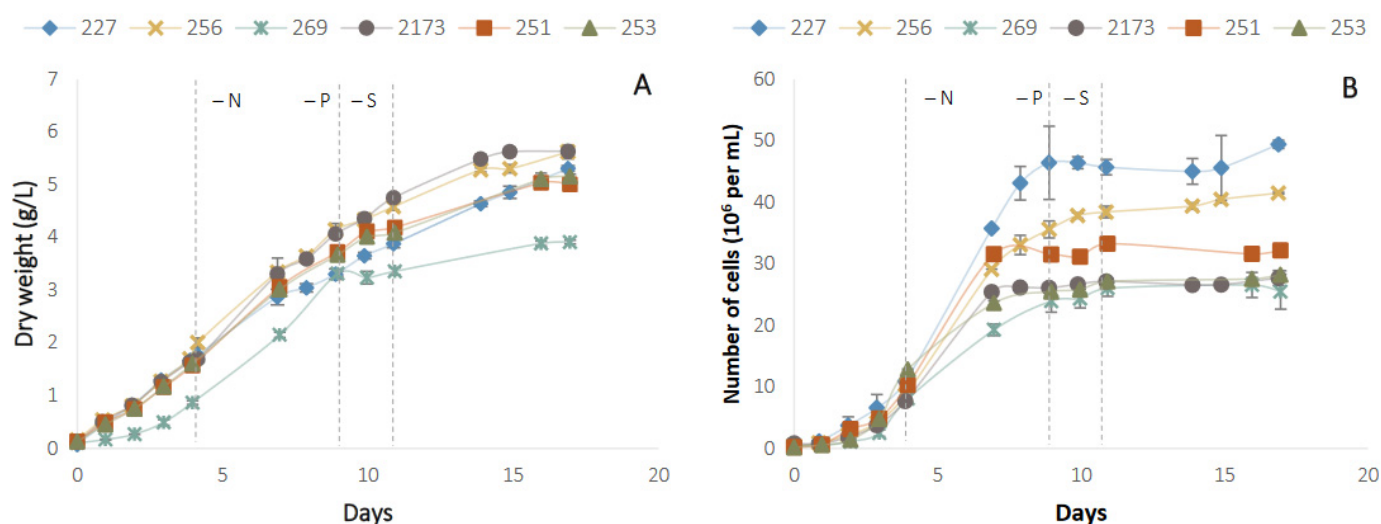 227 256 269 2173 251 253
A
– N – P – S
7
6
5
4
3
2
1
0
0 5 10 15 20
Dry weight (g/L)
Days
227 256 269 2173 251 253
B
– N – P – S
60
50
40
30
20
10
0
0 5 10 15 20
Number of cells (10⁶ per mL)
Days